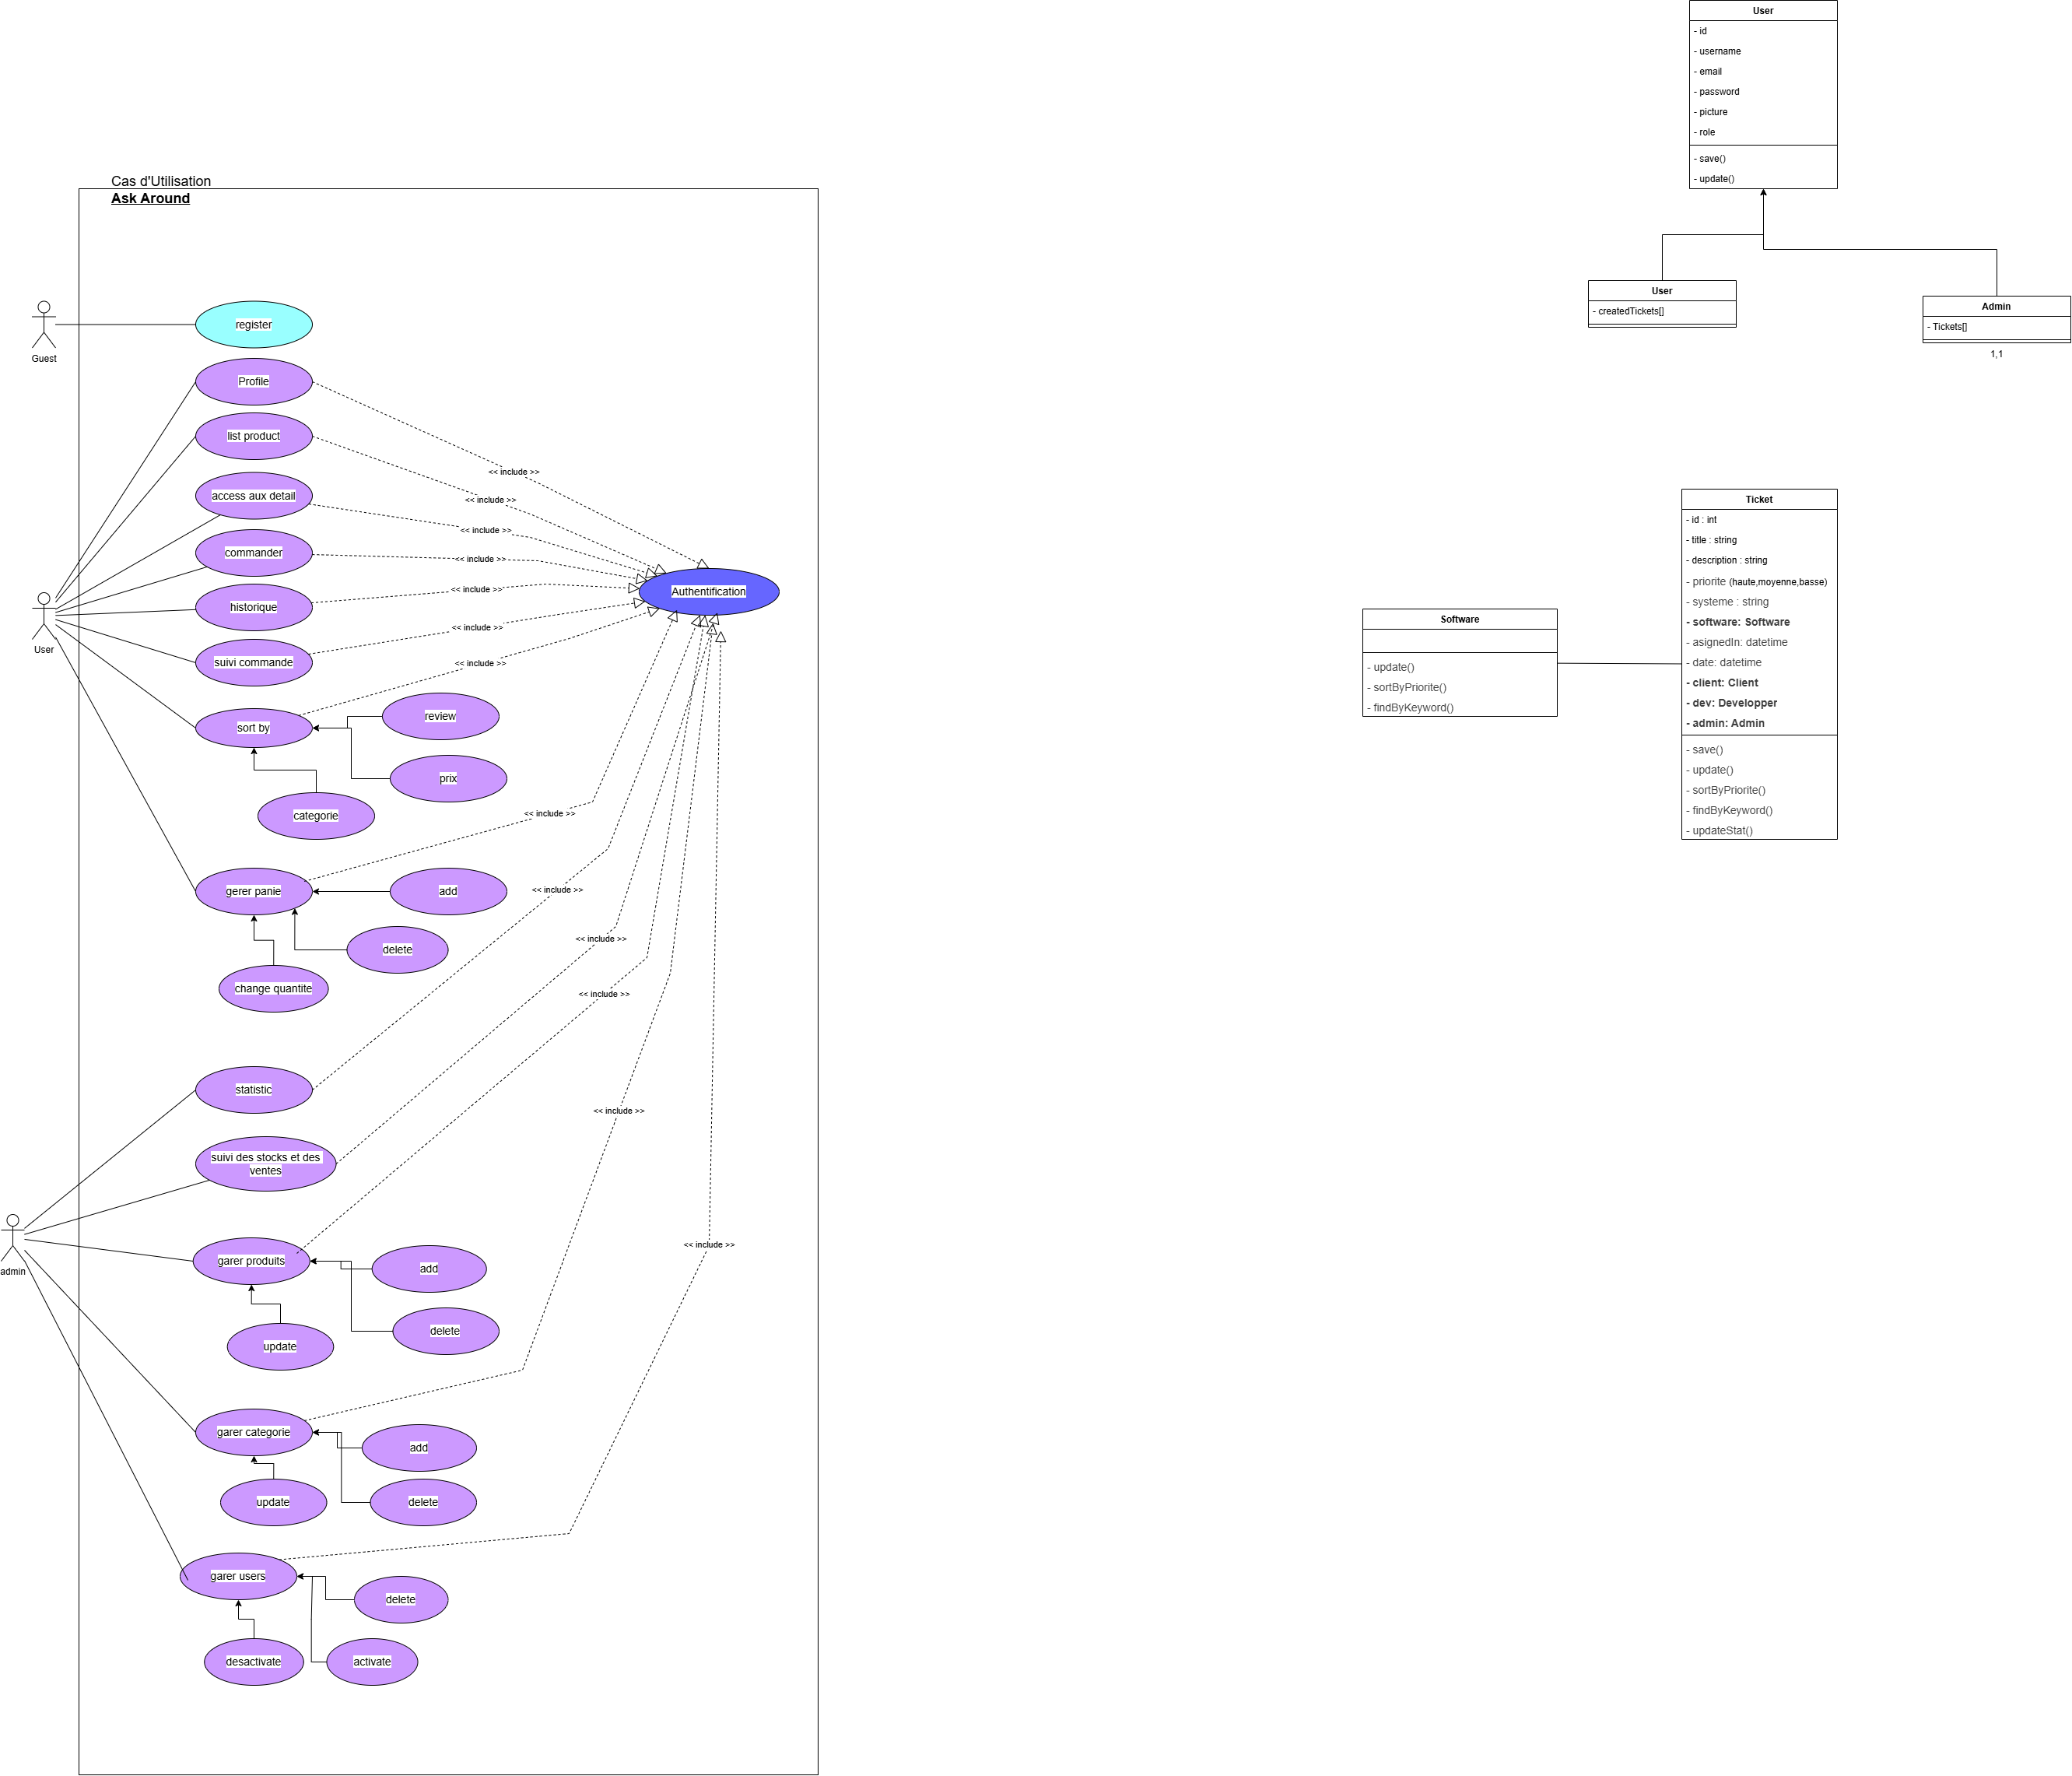 Cas d'Utilisation
Ask Around
Guest
register
Profile
list product
access aux detail
commander
historique
User
suivi commande
sort by
review
prix
categorie
gerer panie
add
delete
change quantite
Authentification
<< include >>
<< include >>
<< include >>
<< include >>
<< include >>
<< include >>
<< include >>
<< include >>
<< include >>
<< include >>
<< include >>
<< include >>
<< include >>
statistic
suivi des stocks et des
ventes
admin
garer produits
add
delete
update
garer categorie
add
delete
update
garer users
delete
desactivate
activate
User
- id
- username
- email
- password
- picture
- role
- save()
- update()
User
- createdTickets[]
Admin
- Tickets[]
1,1
Software
- update()
- sortByPriorite()
- findByKeyword()
Ticket
- id : int
- title : string
- description : string
- priorite (haute,moyenne,basse)
- systeme : string
- software: Software
- asignedIn: datetime
- date: datetime
- client: Client
- dev: Developper
- admin: Admin
- save()
- update()
- sortByPriorite()
- findByKeyword()
- updateStat()